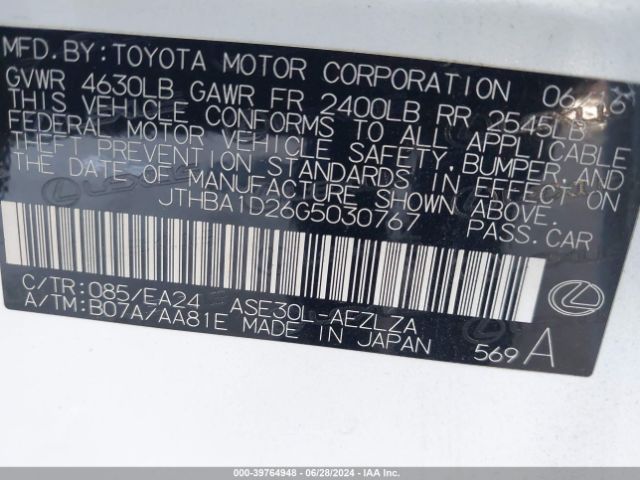 MFD. BY: TOYOTA MOTOR CORPORATION 06/16
GVWR 4630LB GAWR FR 2400LB RR 2545LB
THIS VEHICLE CONFORMS TO ALL APPLICABLE
FEDERAL MOTOR VEHICLE SAFETY, BUMPER, AND
THEFT PREVENTION STANDARDS IN EFFECT ON
THE DATE OF MANUFACTURE SHOWN ABOVE.
JTHBA1D26G5030767 PASS. CAR
C/TR: 085/EA24 ASE30L-AEZLZA
A/TM: B07A/AA81E MADE IN JAPAN 569 A
000-39764948 - 06/28/2024 - IAA Inc.